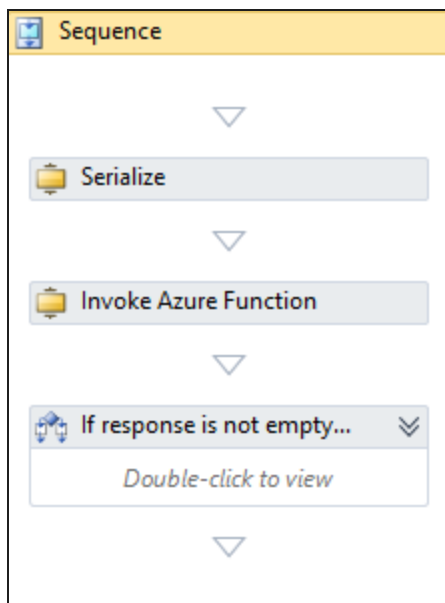 Sequence
Serialize
Invoke Azure Function
If response is not empty...
Double-click to view